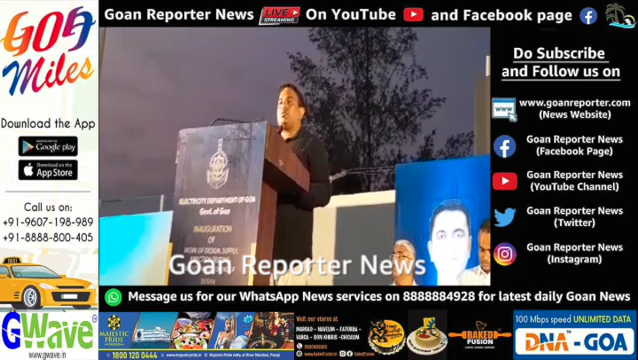 Goan Reporter News LIVE STREAMING On YouTube and Facebook page
GOA
Miles
Download the App
GET IT ON
Google play
Download on the
App Store
Call us on:
+91-9607-198-989
+91-8888-800-405
TAXI
GWave
www.gwave.in
ELECTRICITY DEPARTMENT OF GOA
Govt. of Goa
INAUGURATION
OF
WORK OF DESIGN, SUPPLY,
Goan Reporter News
Do Subscribe
and Follow us on
www.goanreporter.com
(News Website)
Goan Reporter News
(Facebook Page)
Goan Reporter News
(YouTube Channel)
Goan Reporter News
(Twitter)
Goan Reporter News
(Instagram)
Message us for our WhatsApp News services on 8888884928 for latest daily Goan News
MAJESTIC
PRIDE
1800 120 0444
Visit our stores at
BAKED
FUSION
100 Mbps speed UNLIMITED DATA
DNA-GOA